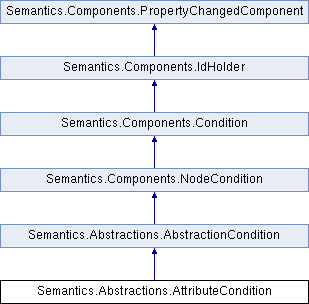 Semantics.Components.PropertyChangedComponent
Semantics.Components.IdHolder
Semantics.Components.Condition
Semantics.Components.NodeCondition
Semantics.Abstractions.AbstractionCondition
Semantics.Abstractions.AttributeCondition